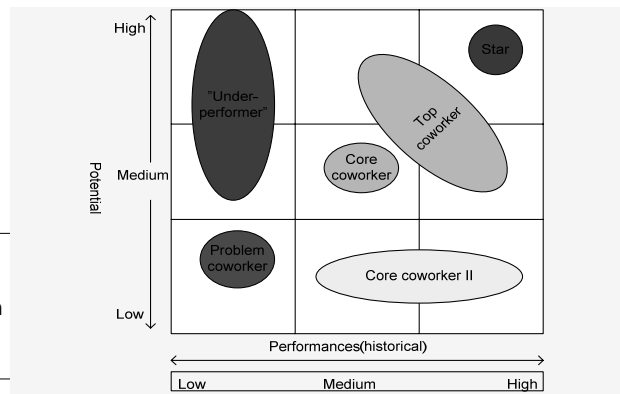 High
Star
"Under-
performer"
Top
coworker
Core
coworker
Medium
Potential
Problem
coworker
Core coworker II
Low
Performances(historical)
Low Medium High